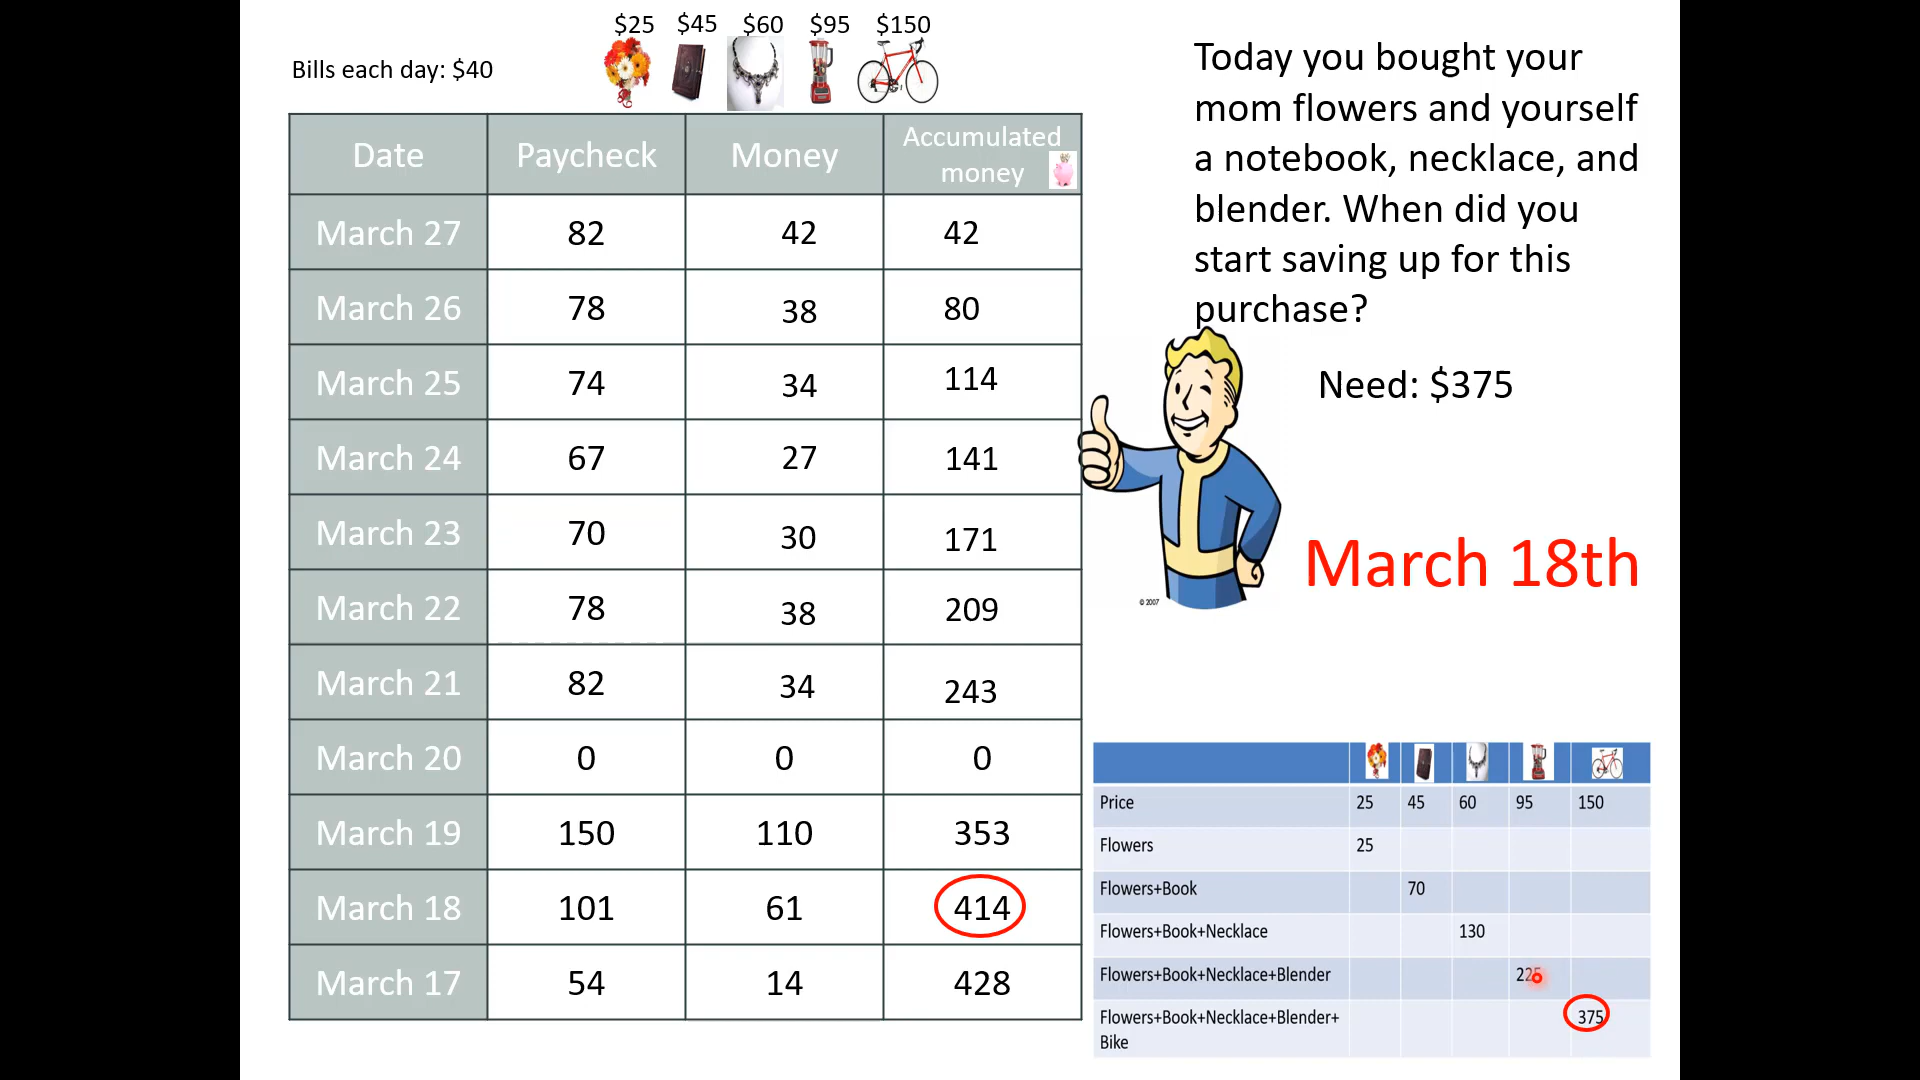 $25 $45 $60 $95 $150
Bills each day: $40
Date Paycheck Money Accumulated money
March 27 82 42 42
March 26 78 38 80
March 25 74 34 114
March 24 67 27 141
March 23 70 30 171
March 22 78 38 209
March 21 82 34 243
March 20 0 0 0
March 19 150 110 353
March 18 101 61 414
March 17 54 14 428
Today you bought your
mom flowers and yourself
a notebook, necklace, and
blender. When did you
start saving up for this
purchase?
Need: $375
© 2007
March 18th
Price 25 45 60 95 150
Flowers 25
Flowers+Book 70
Flowers+Book+Necklace 130
Flowers+Book+Necklace+Blender 225
Flowers+Book+Necklace+Blender+ 375
Bike